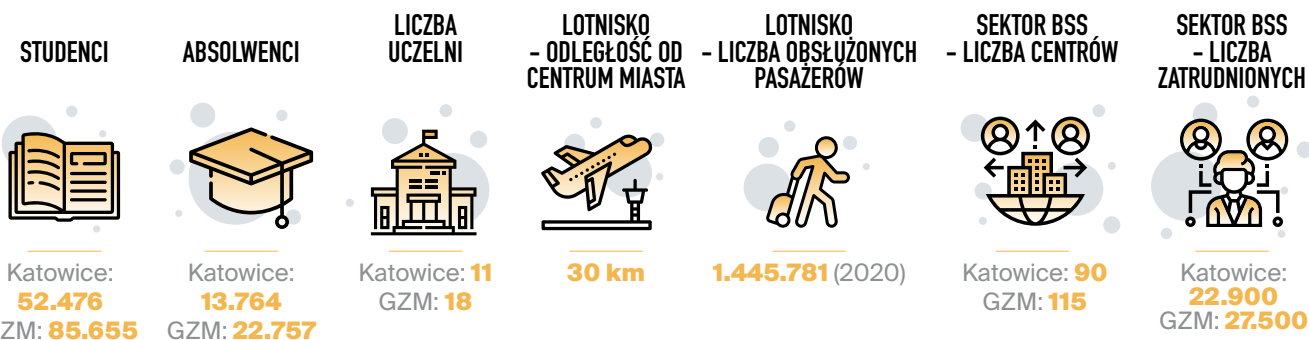 STUDENCI
ABSOLWENCI
LICZBA
UCZELNI
LOTNISKO
- ODLEGŁOŚĆ OD
CENTRUM MIASTA
LOTNISKO
- LICZBA OBSŁUŻONYCH
PASAŻERÓW
SEKTOR BSS
- LICZBA CENTRÓW
SEKTOR BSS
- LICZBA
ZATRUDNIONYCH
Katowice:
52.476
ZM: 85.655
Katowice:
13.764
GZM: 22.757
Katowice: 11
GZM: 18
30 km
1.445.781 (2020)
Katowice: 90
GZM: 115
Katowice:
22.900
GZM: 27.500